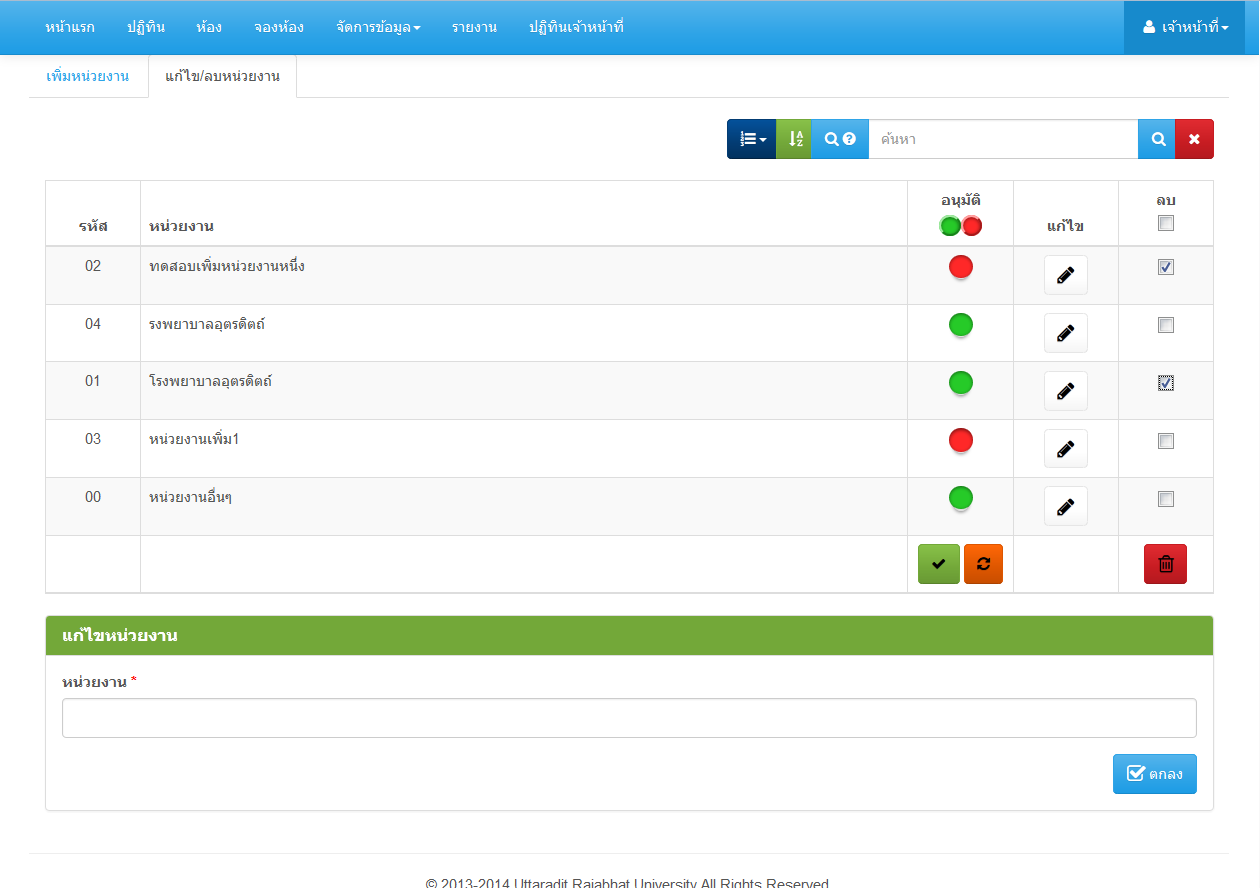 หน้าแรก ปฏิทิน ห้อง จองห้อง จัดการข้อมูล รายงาน ปฏิทินเจ้าหน้าที่ เจ้าหน้าที่
เพิ่มหน่วยงาน แก้ไข/ลบหน่วยงาน
ค้นหา
รหัส หน่วยงาน อนุมัติ แก้ไข ลบ
02 ทดสอบเพิ่มหน่วยงานหนึ่ง
04 รงพยาบาลอุตรดิตถ์
01 โรงพยาบาลอุตรดิตถ์
03 หน่วยงานเพิ่ม1
00 หน่วยงานอื่นๆ
แก้ไขหน่วยงาน
หน่วยงาน *
ตกลง
© 2013-2014 Uttaradit Rajabhat University All Rights Reserved